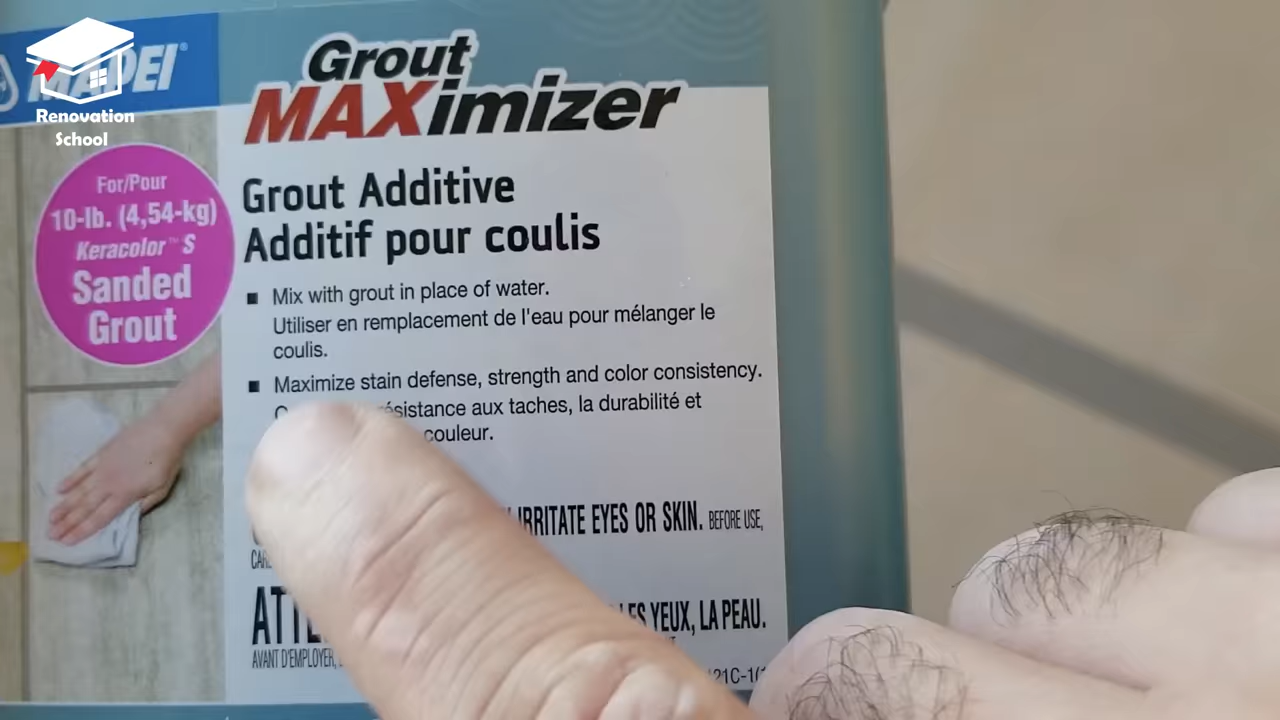 MAPEI
Renovation
School
Grout
MAXimizer
For/Pour
10-lb. (4,54-kg)
Keracolor™ S
Sanded
Grout
Grout Additive
Additif pour coulis
■ Mix with grout in place of water.
Utiliser en remplacement de l'eau pour mélanger le
coulis.
■ Maximize stain defense, strength and color consistency.
résistance aux taches, la durabilité et
couleur.
IRRITATE EYES OR SKIN. BEFORE USE,
YEUX, LA PEAU.
AVANT D'EMPLOYER,